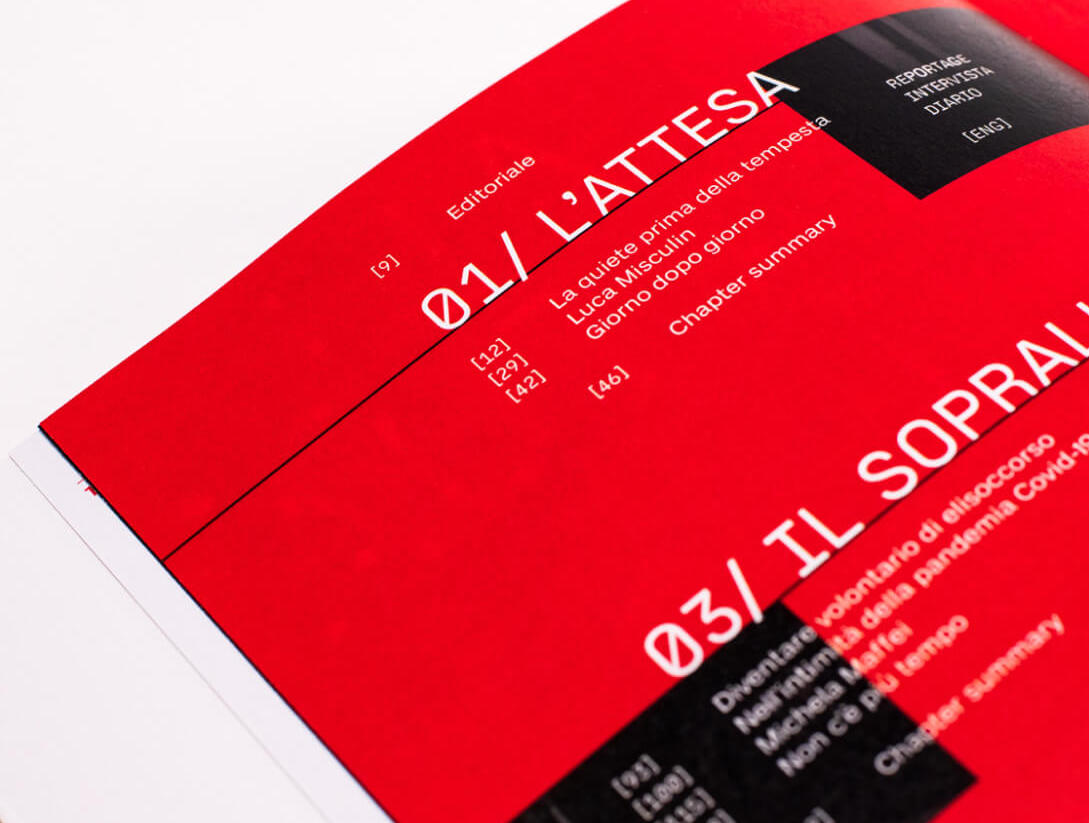 [9] Editoriale
01/ L'ATTESA
REPORTAGE
INTERVISTA
DIARIO
[ENG]
[12] La quiete prima della tempesta
[29] Luca Misculin
[42] Giorno dopo giorno
[46] Chapter summary
03/ IL
Diventare volontario di elisoccorso
[93]
Nell'intimità della pandemia Covid-19
[100]
Michela Maffei
Non c'è più tempo
Chapter summary